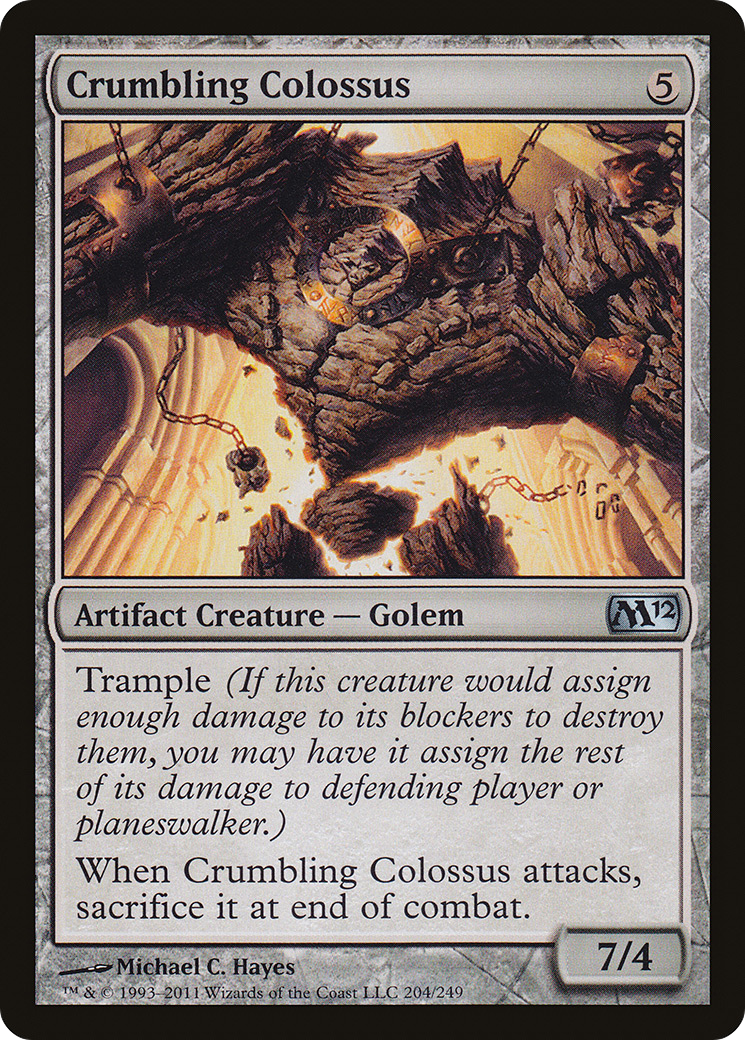 Crumbling Colossus 5
Artifact Creature — Golem M12
Trample (If this creature would assign
enough damage to its blockers to destroy
them, you may have it assign the rest
of its damage to defending player or
planeswalker.)
When Crumbling Colossus attacks,
sacrifice it at end of combat.
7/4
Michael C. Hayes
™ & © 1993–2011 Wizards of the Coast LLC 204/249